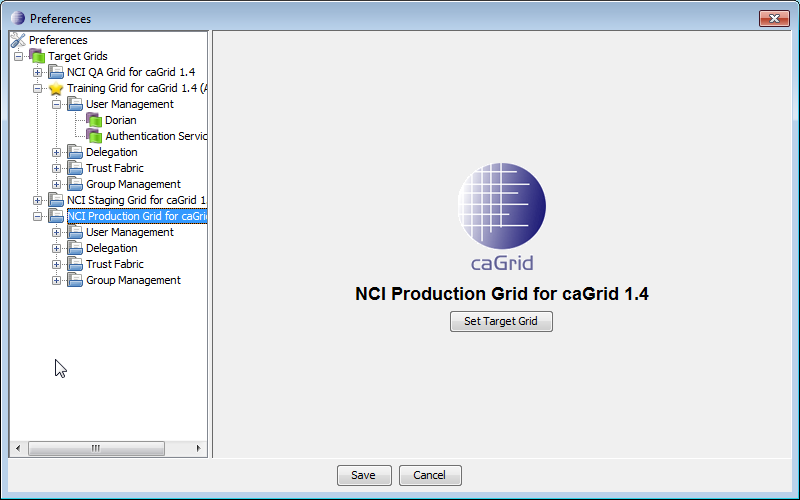 Preferences
Preferences
Target Grids
NCI QA Grid for caGrid 1.4
Training Grid for caGrid 1.4 (A
User Management
Dorian
Authentication Servic
Delegation
Trust Fabric
Group Management
NCI Staging Grid for caGrid 1.
NCI Production Grid for caGri
User Management
Delegation
Trust Fabric
Group Management
caGrid
NCI Production Grid for caGrid 1.4
Set Target Grid
Save
Cancel